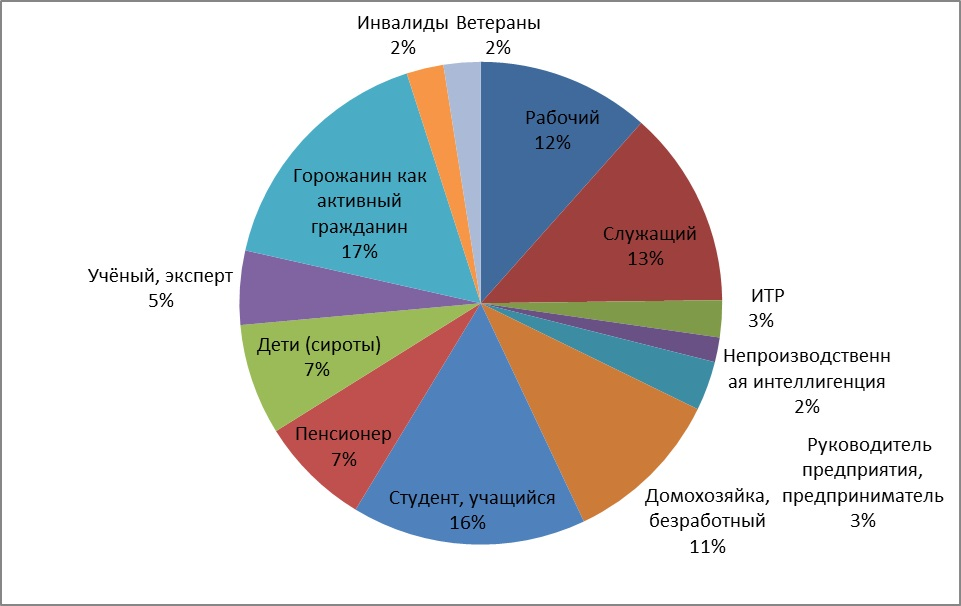 Инвалиды
2%
Ветераны
2%
Рабочий
12%
Служащий
13%
ИТР
3%
Непроизводственн
ая интеллигенция
2%
Руководитель
предприятия,
предприниматель
3%
Домохозяйка,
безработный
11%
Студент, учащийся
16%
Пенсионер
7%
Дети (сироты)
7%
Учёный, эксперт
5%
Горожанин как
активный
гражданин
17%